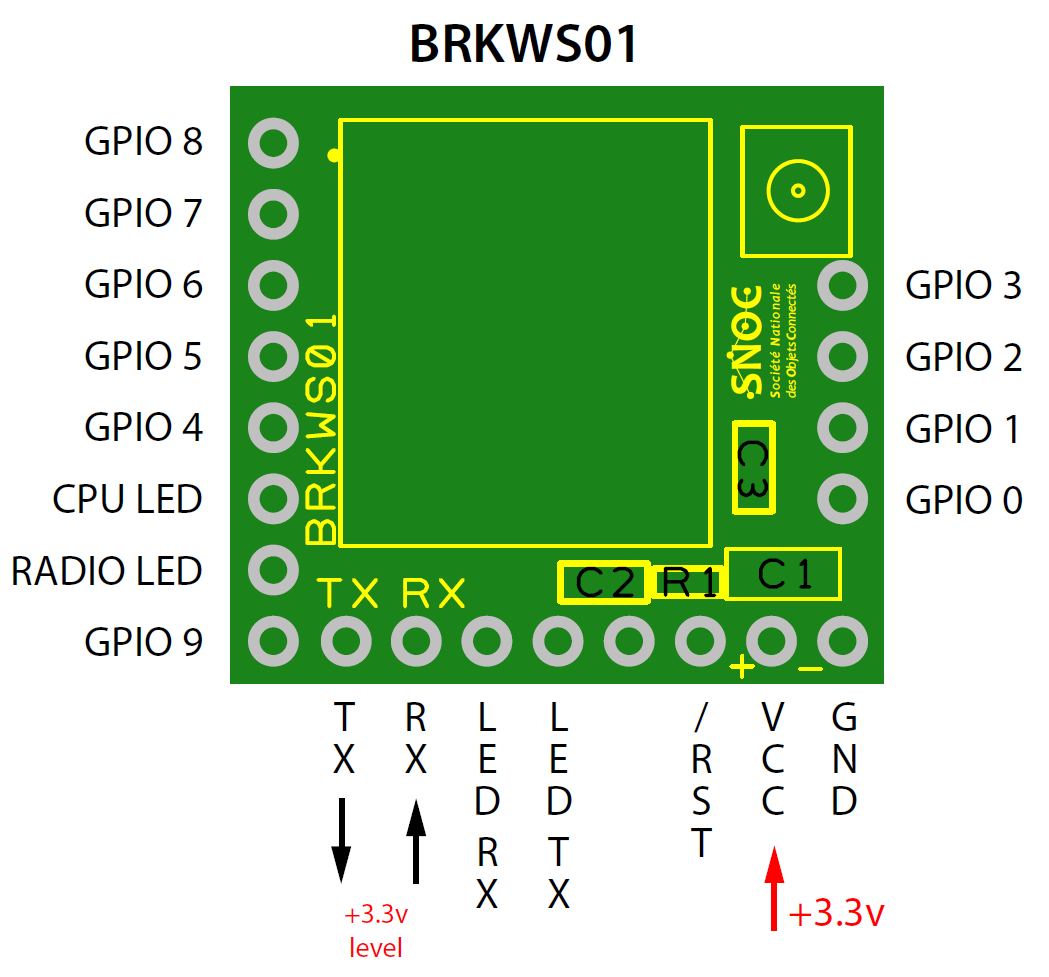 BRKWS01
GPIO 8
GPIO 7
GPIO 6
GPIO 5
GPIO 4
CPU LED
RADIO LED
GPIO 9
BRKWS01
SNOC
Société Nationale
des Objets Connectés
GPIO 3
GPIO 2
GPIO 1
GPIO 0
C3
C2
R1
C1
TX RX
+ −
TX
RX
LED RX
LED TX
/RST
VCC
GND
+3.3v
level
+3.3v